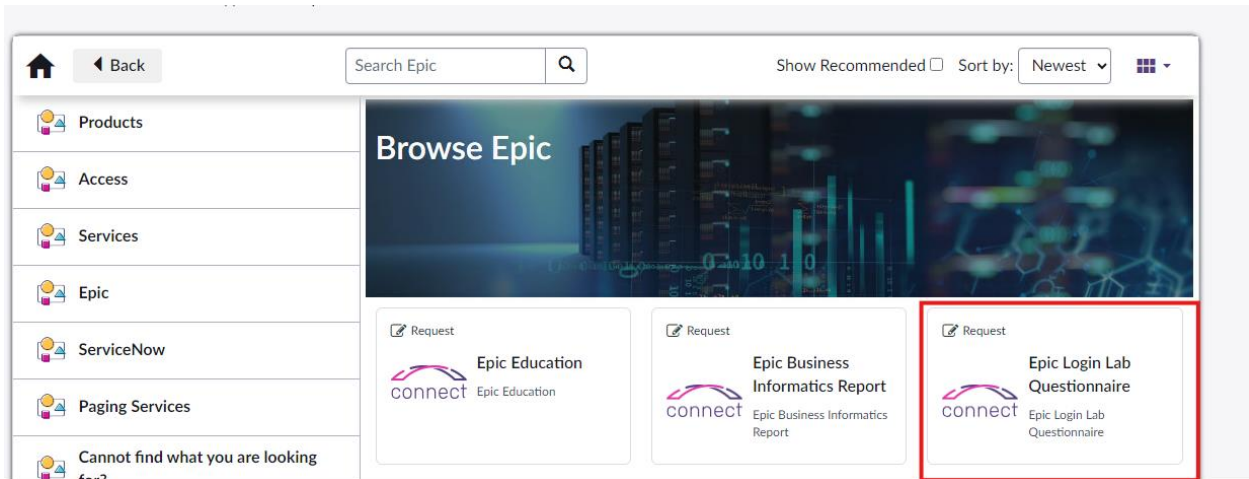 Back
Search Epic
Show Recommended
Sort by:
Newest
Products
Access
Services
Epic
ServiceNow
Paging Services
Cannot find what you are looking
for?
Browse Epic
Request
Epic Education
connect
Epic Education
Request
Epic Business
Informatics Report
connect
Epic Business Informatics
Report
Request
Epic Login Lab
Questionnaire
connect
Epic Login Lab
Questionnaire